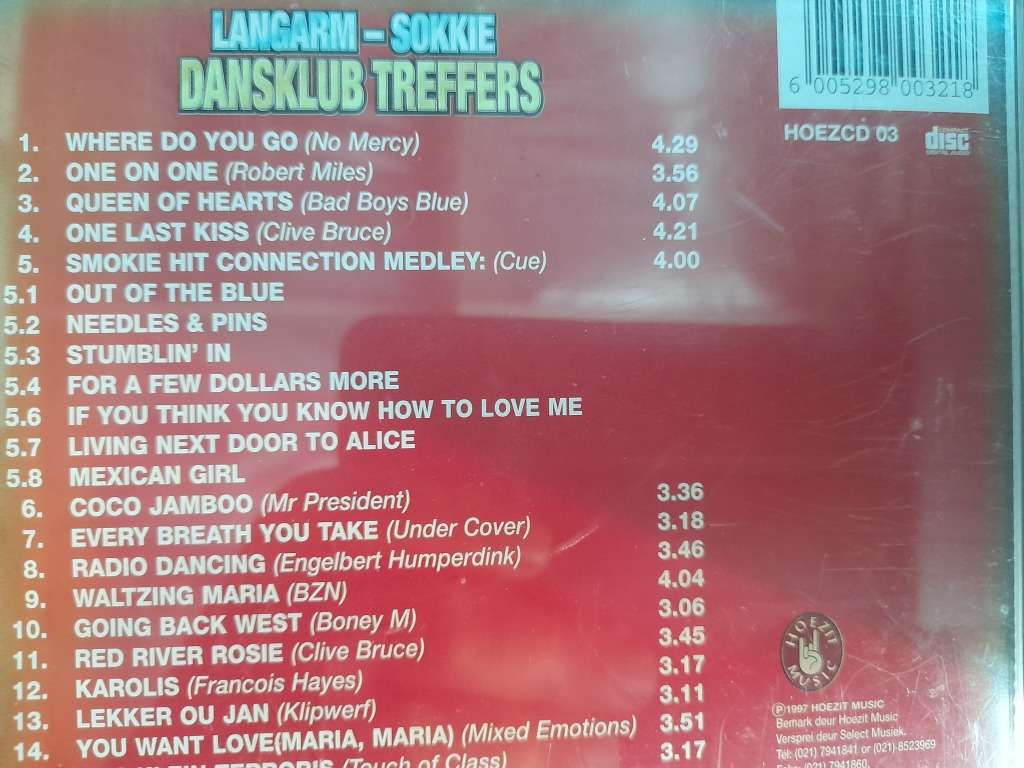 LANGARM – SOKKIE
DANSKLUB TREFFERS
1. WHERE DO YOU GO (No Mercy) 4.29
2. ONE ON ONE (Robert Miles) 3.56
3. QUEEN OF HEARTS (Bad Boys Blue) 4.07
4. ONE LAST KISS (Clive Bruce) 4.21
5. SMOKIE HIT CONNECTION MEDLEY: (Cue) 4.00
5.1 OUT OF THE BLUE
5.2 NEEDLES & PINS
5.3 STUMBLIN' IN
5.4 FOR A FEW DOLLARS MORE
5.6 IF YOU THINK YOU KNOW HOW TO LOVE ME
5.7 LIVING NEXT DOOR TO ALICE
5.8 MEXICAN GIRL
6. COCO JAMBOO (Mr President) 3.36
7. EVERY BREATH YOU TAKE (Under Cover) 3.18
8. RADIO DANCING (Engelbert Humperdink) 3.46
9. WALTZING MARIA (BZN) 4.04
10. GOING BACK WEST (Boney M) 3.06
11. RED RIVER ROSIE (Clive Bruce) 3.45
12. KAROLIS (Francois Hayes) 3.17
13. LEKKER OU JAN (Klipwerf) 3.11
14. YOU WANT LOVE(MARIA, MARIA) (Mixed Emotions) 3.51
TERRORIS (Touch of Class) 3.17
6 005298 003218
HOEZCD 03
COMPACT
disc
DIGITAL AUDIO
HOEZIT
MUSIC
℗1997 HOEZIT MUSIC
Bemark deur Hoezit Music
Versprei deur Select Musiek.
Tel: (021) 7941841 or (021) 8523969
(021) 7941860.